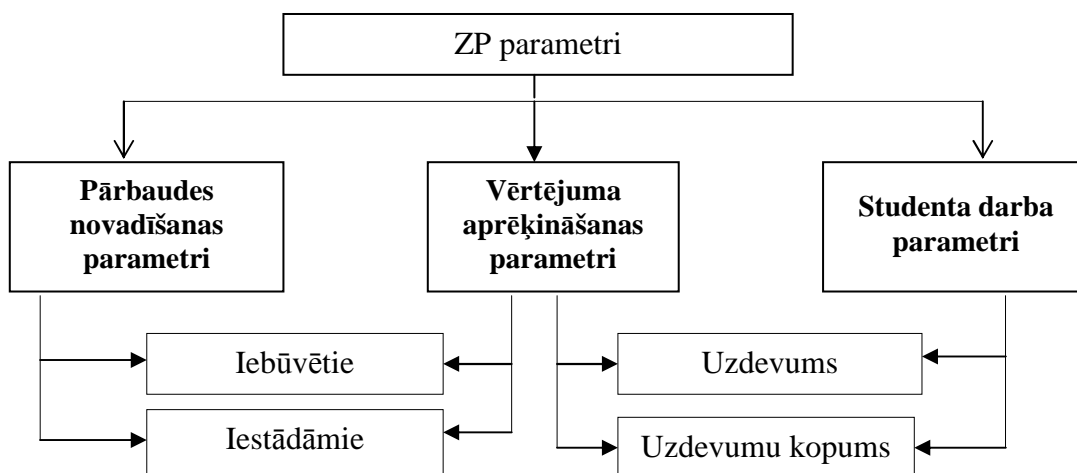 ZP parametri
Pārbaudes
novadīšanas
parametri
Vērtējuma
aprēķināšanas
parametri
Studenta darba
parametri
Iebūvētie
Uzdevums
Iestādāmie
Uzdevumu kopums